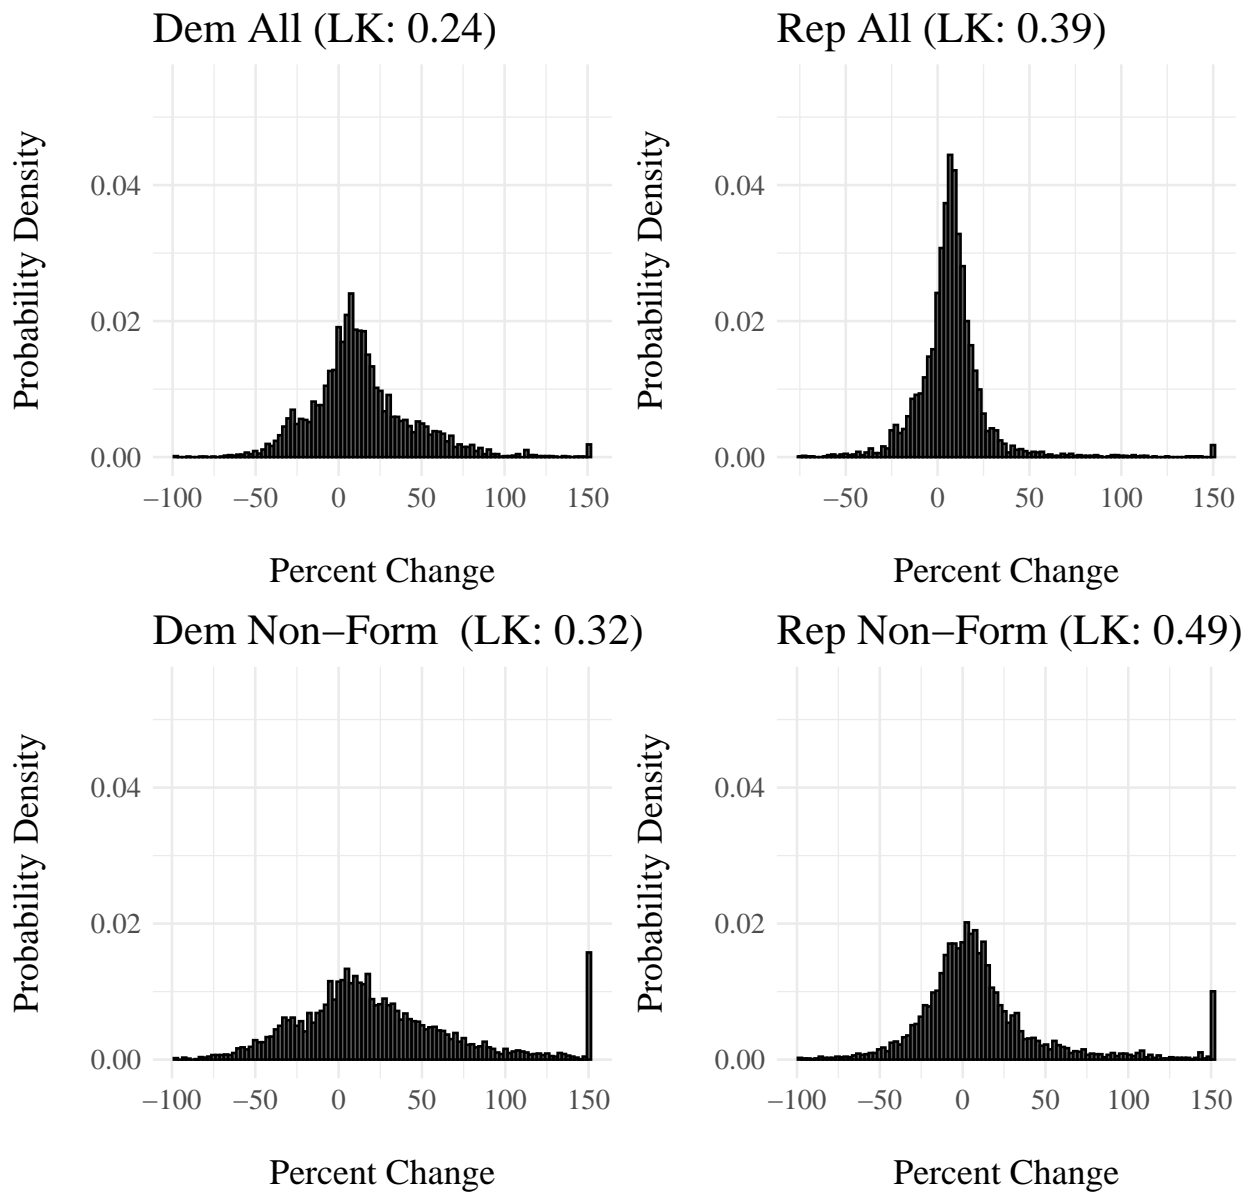 Dem All (LK: 0.24)
Probability Density
0.04
0.02
0.00
−100 −50 0 50 100 150
Percent Change
Rep All (LK: 0.39)
Probability Density
0.04
0.02
0.00
−50 0 50 100 150
Percent Change
Dem Non−Form (LK: 0.32)
Probability Density
0.04
0.02
0.00
−100 −50 0 50 100 150
Percent Change
Rep Non−Form (LK: 0.49)
Probability Density
0.04
0.02
0.00
−100 −50 0 50 100 150
Percent Change